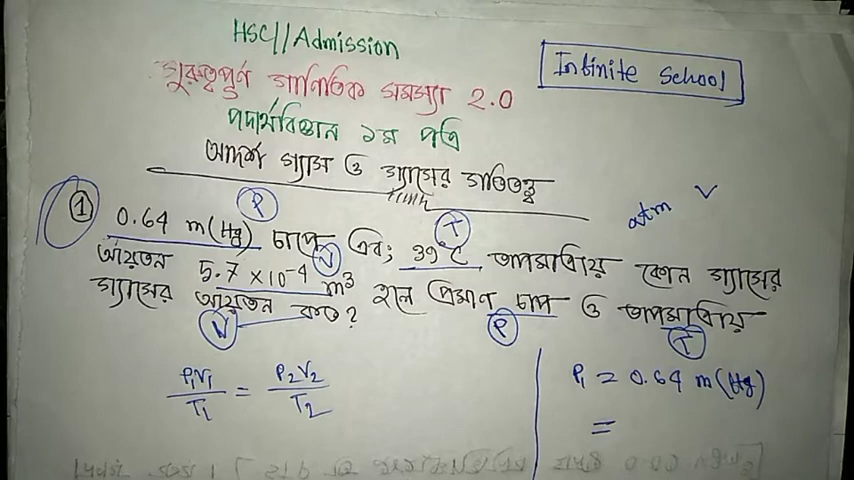 HSC//Admission
Infinite School
গুরুত্বপূর্ণ গাণিতিক সমস্যা 2.0
পদার্থবিজ্ঞান ১ম পত্র
আদর্শ গ্যাস ও গ্যাসের গতিতত্ত্ব
atm V
P T
① 0.64 m(Hg) চাপে এবং 39°C তাপমাত্রায় কোন গ্যাসের
আয়তন 5.7 × 10⁻⁴ m³ হলে প্রমাণ চাপ ও তাপমাত্রায়
গ্যাসের আয়তন কত?
V P T
P₁V₁/T₁ = P₂V₂/T₂
P₁ = 0.64 m(Hg)
=